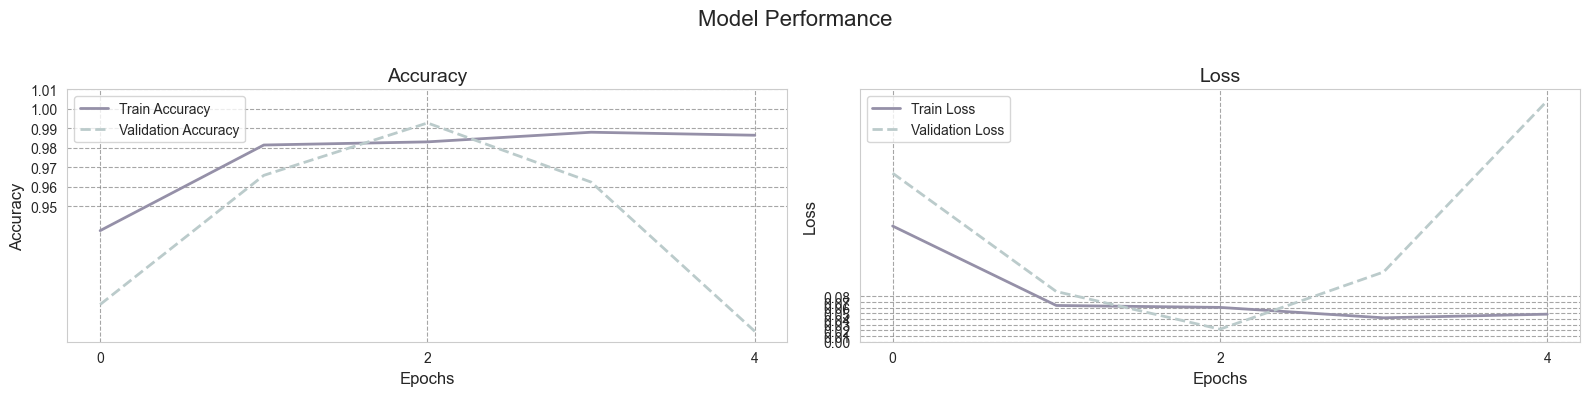 Model Performance
Accuracy
1.01
1.00
0.99
0.98
0.97
0.96
0.95
Train Accuracy
Validation Accuracy
Accuracy
0
2
4
Epochs
Loss
Train Loss
Validation Loss
Loss
0.08
0.00
0
2
4
Epochs